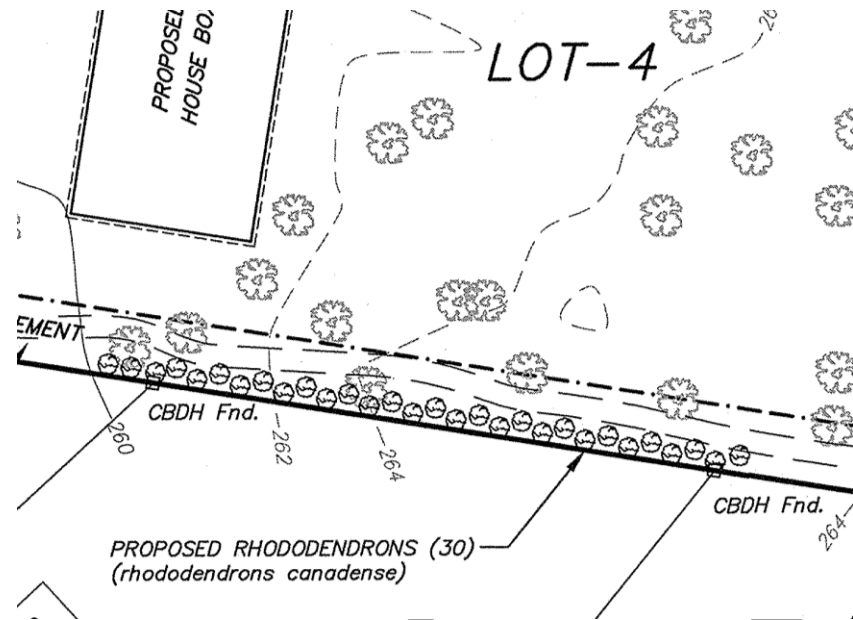 PROPOSED
HOUSE BOX
LOT-4
EMENT
CBDH Fnd.
260
262
264
CBDH Fnd.
264
PROPOSED RHODODENDRONS (30)
(rhododendrons canadense)